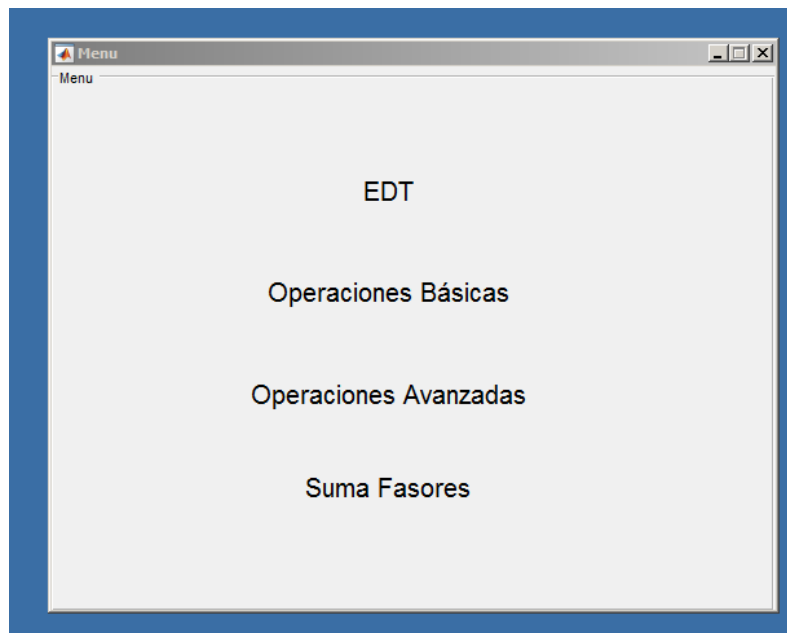 Menu
Menu
EDT
Operaciones Básicas
Operaciones Avanzadas
Suma Fasores